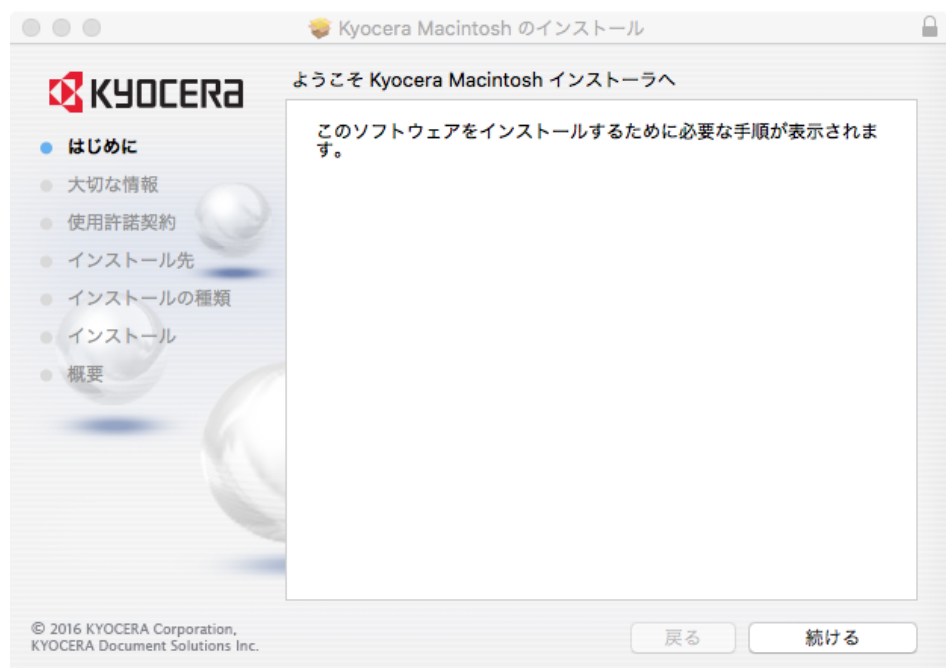 Kyocera Macintosh のインストール
KYOCERA
ようこそ Kyocera Macintosh インストーラへ
はじめに
大切な情報
使用許諾契約
インストール先
インストールの種類
インストール
概要
このソフトウェアをインストールするために必要な手順が表示されま
す。
© 2016 KYOCERA Corporation,
KYOCERA Document Solutions Inc.
戻る
続ける